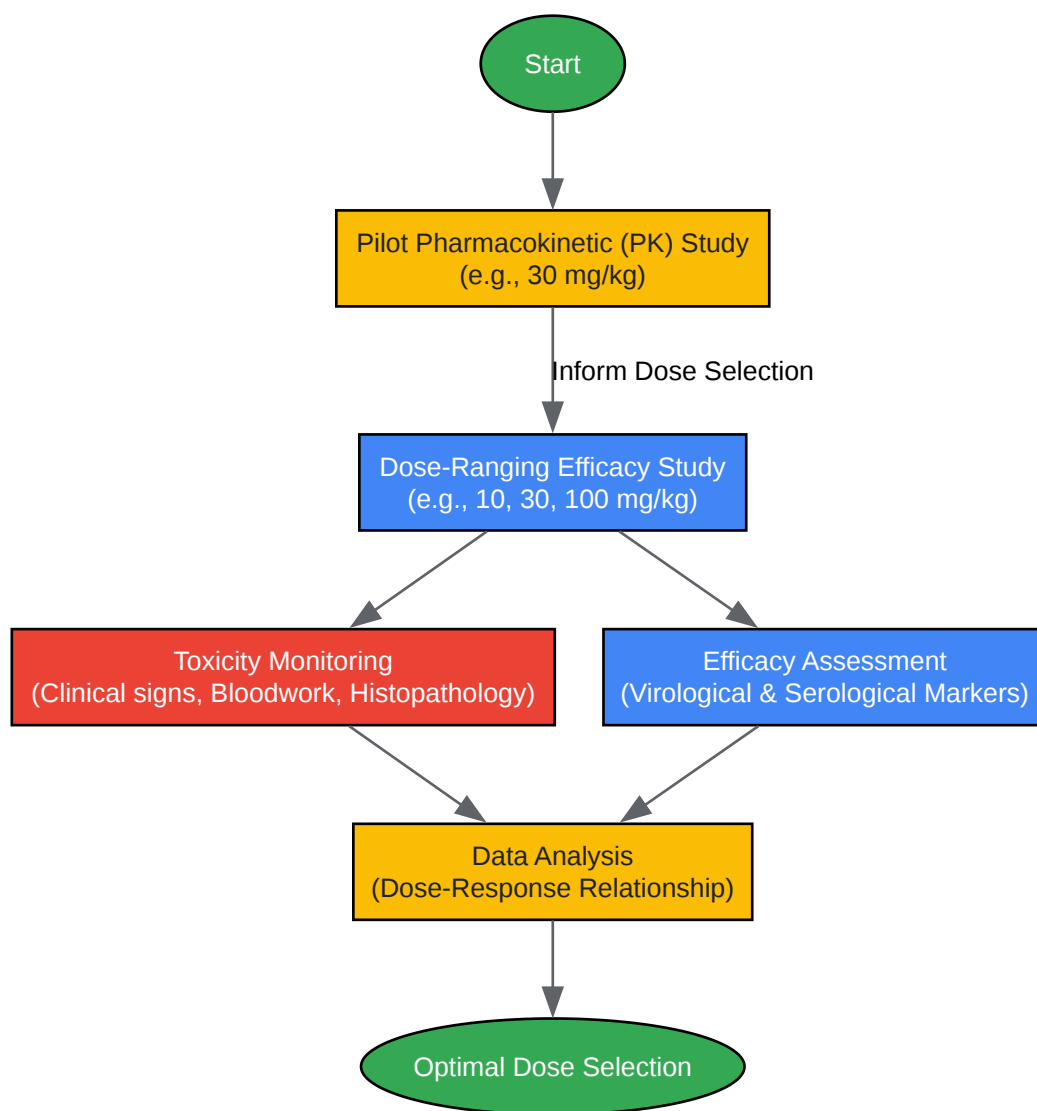 Start
Pilot Pharmacokinetic (PK) Study
(e.g., 30 mg/kg)
Inform Dose Selection
Dose-Ranging Efficacy Study
(e.g., 10, 30, 100 mg/kg)
Toxicity Monitoring
(Clinical signs, Bloodwork, Histopathology)
Efficacy Assessment
(Virological & Serological Markers)
Data Analysis
(Dose-Response Relationship)
Optimal Dose Selection